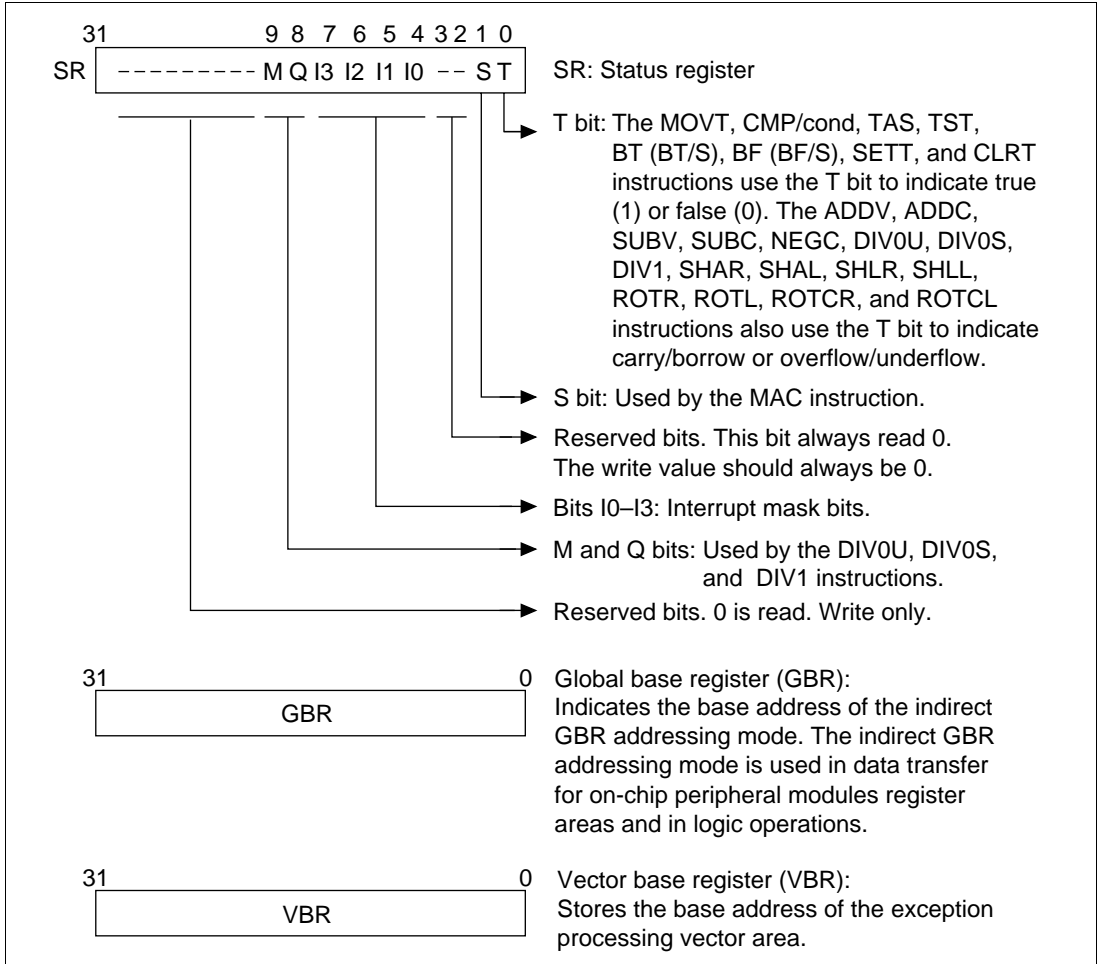 31 9 8 7 6 5 4 3 2 1 0
SR ---------- M Q I3 I2 I1 I0 -- S T SR: Status register
T bit: The MOVT, CMP/cond, TAS, TST,
BT (BT/S), BF (BF/S), SETT, and CLRT
instructions use the T bit to indicate true
(1) or false (0). The ADDV, ADDC,
SUBV, SUBC, NEGC, DIV0U, DIV0S,
DIV1, SHAR, SHAL, SHLR, SHLL,
ROTR, ROTL, ROTCR, and ROTCL
instructions also use the T bit to indicate
carry/borrow or overflow/underflow.
S bit: Used by the MAC instruction.
Reserved bits. This bit always read 0.
The write value should always be 0.
Bits I0–I3: Interrupt mask bits.
M and Q bits: Used by the DIV0U, DIV0S,
and DIV1 instructions.
Reserved bits. 0 is read. Write only.
31 0 Global base register (GBR):
GBR Indicates the base address of the indirect
GBR addressing mode. The indirect GBR
addressing mode is used in data transfer
for on-chip peripheral modules register
areas and in logic operations.
31 0 Vector base register (VBR):
VBR Stores the base address of the exception
processing vector area.